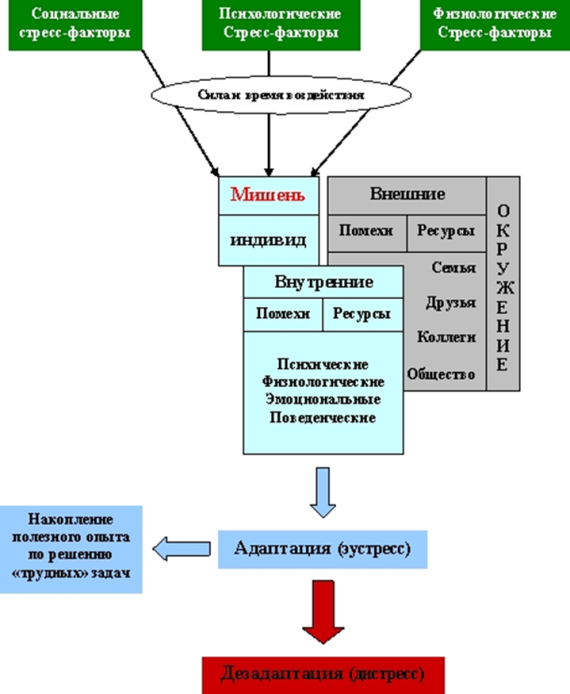 Социальные
стресс-факторы
Психологические
Стресс-факторы
Физиологические
Стресс-факторы
Сила и время воздействия
Мишень
индивид
Внешние
Помехи
Ресурсы
Семья
Друзья
Коллеги
Общество
ОКРУЖЕНИЕ
Внутренние
Помехи
Ресурсы
Психические
Физиологические
Эмоциональные
Поведенческие
Накопление
полезного опыта
по решению
«трудных» задач
Адаптация (эустресс)
Дезадаптация (дистресс)